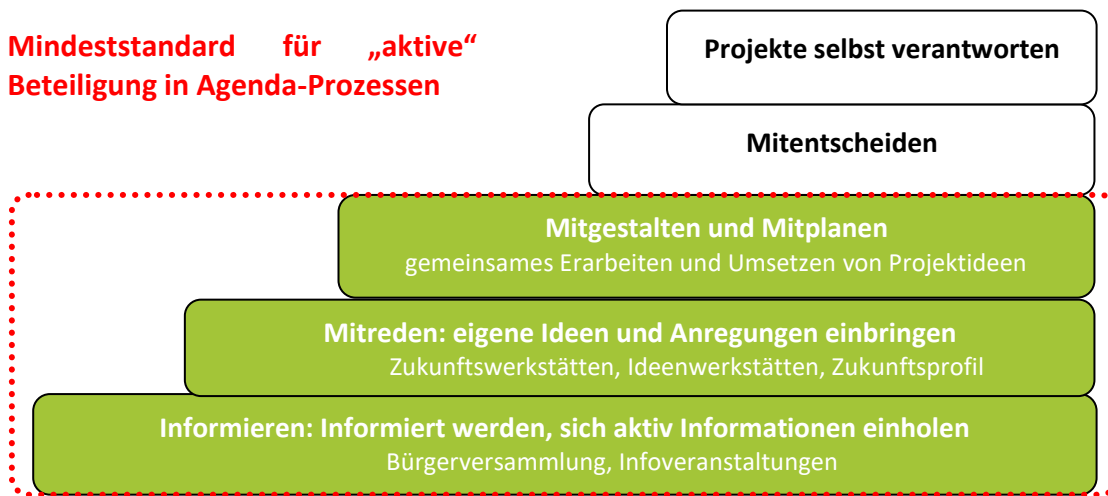 Mindeststandard für „aktive“
Beteiligung in Agenda-Prozessen
Projekte selbst verantworten
Mitentscheiden
Mitgestalten und Mitplanen
gemeinsames Erarbeiten und Umsetzen von Projektideen
Mitreden: eigene Ideen und Anregungen einbringen
Zukunftswerkstätten, Ideenwerkstätten, Zukunftsprofil
Informieren: Informiert werden, sich aktiv Informationen einholen
Bürgerversammlung, Infoveranstaltungen